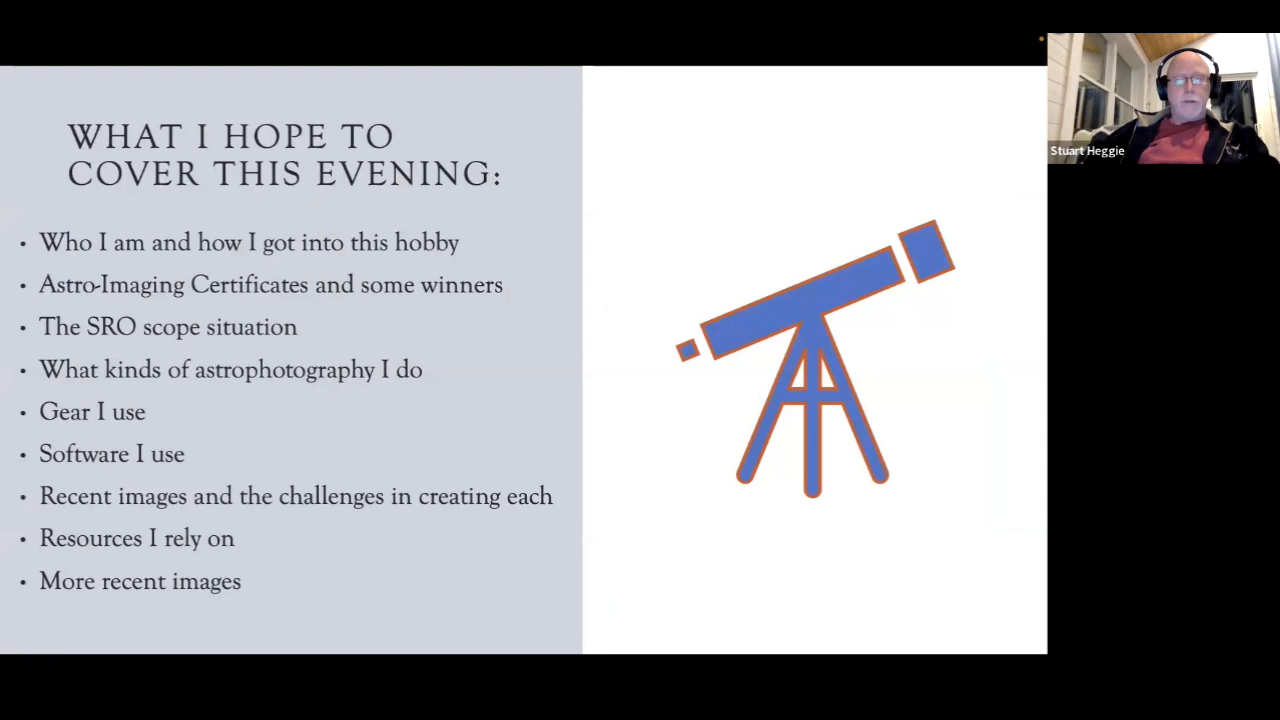 WHAT I HOPE TO
COVER THIS EVENING:
• Who I am and how I got into this hobby
• Astro-Imaging Certificates and some winners
• The SRO scope situation
• What kinds of astrophotography I do
• Gear I use
• Software I use
• Recent images and the challenges in creating each
• Resources I rely on
• More recent images
Stuart Heggie